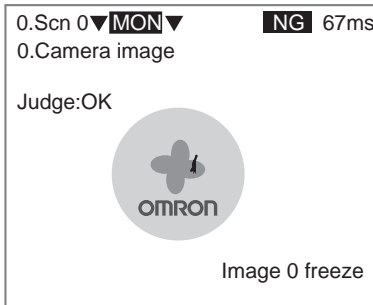 0.Scn 0▼MON▼ NG 67ms
0.Camera image
Judge:OK
OMRON
Image 0 freeze